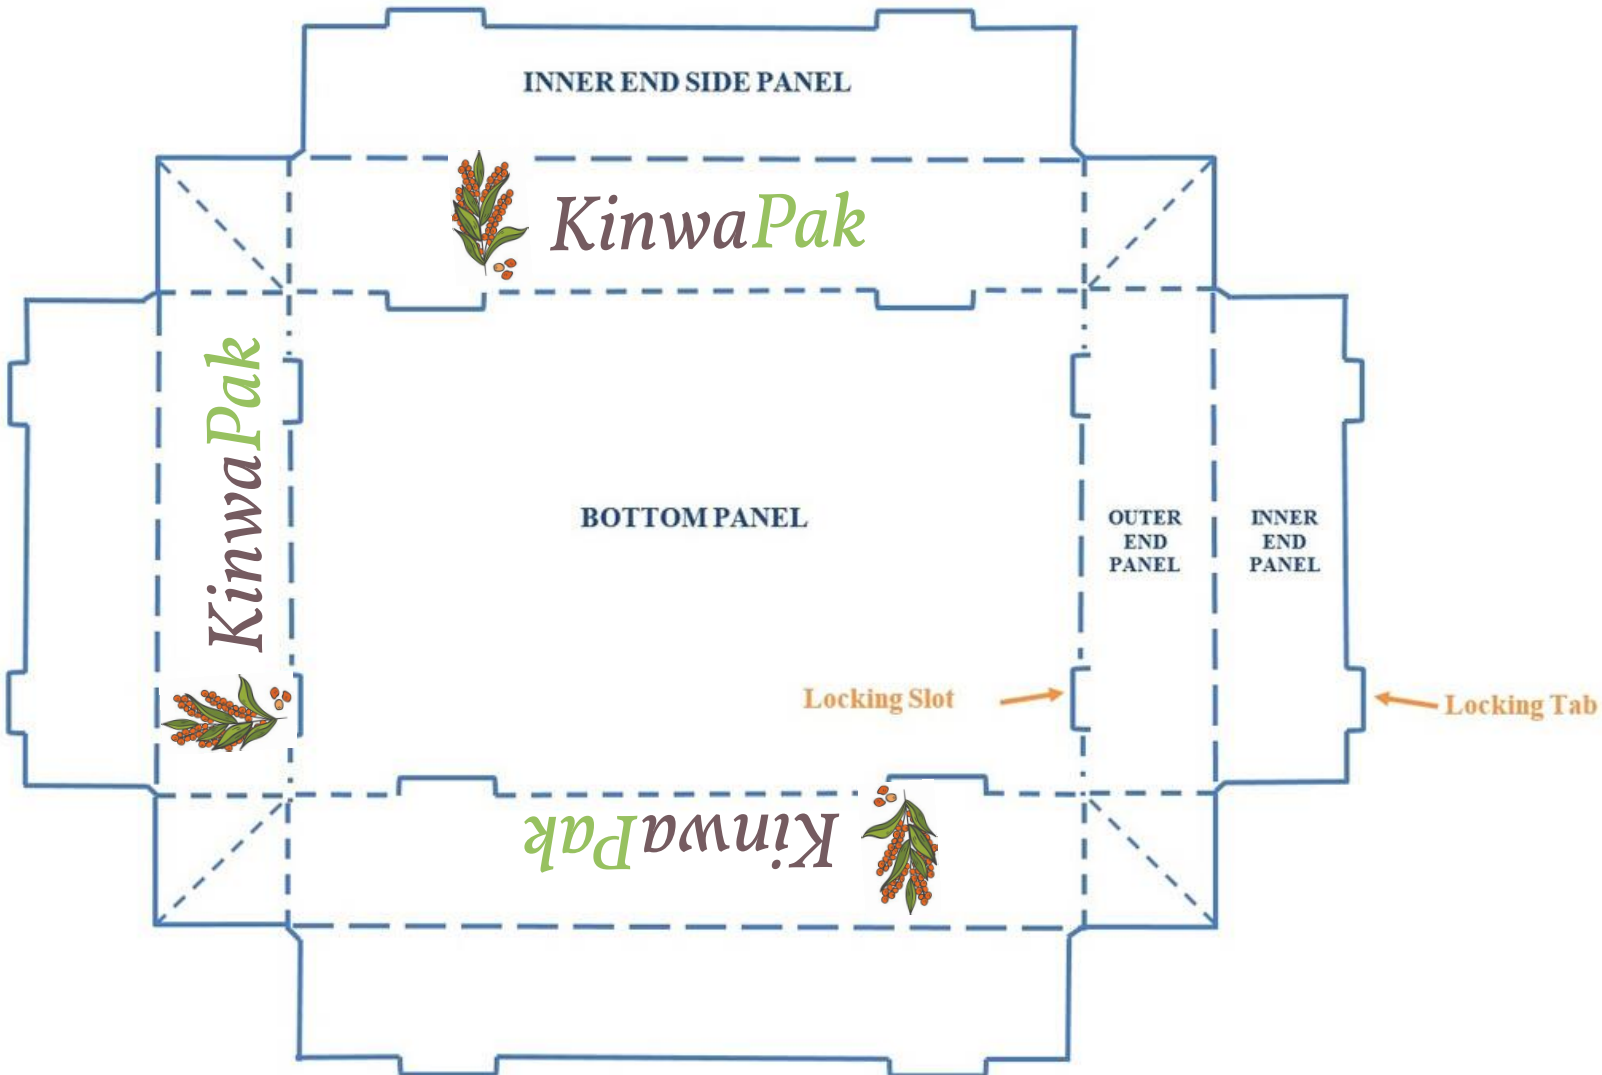 INNER END SIDE PANEL
KinwaPak
KinwaPak
BOTTOM PANEL
OUTER
END
PANEL
INNER
END
PANEL
Locking Slot
Locking Tab
KinwaPak